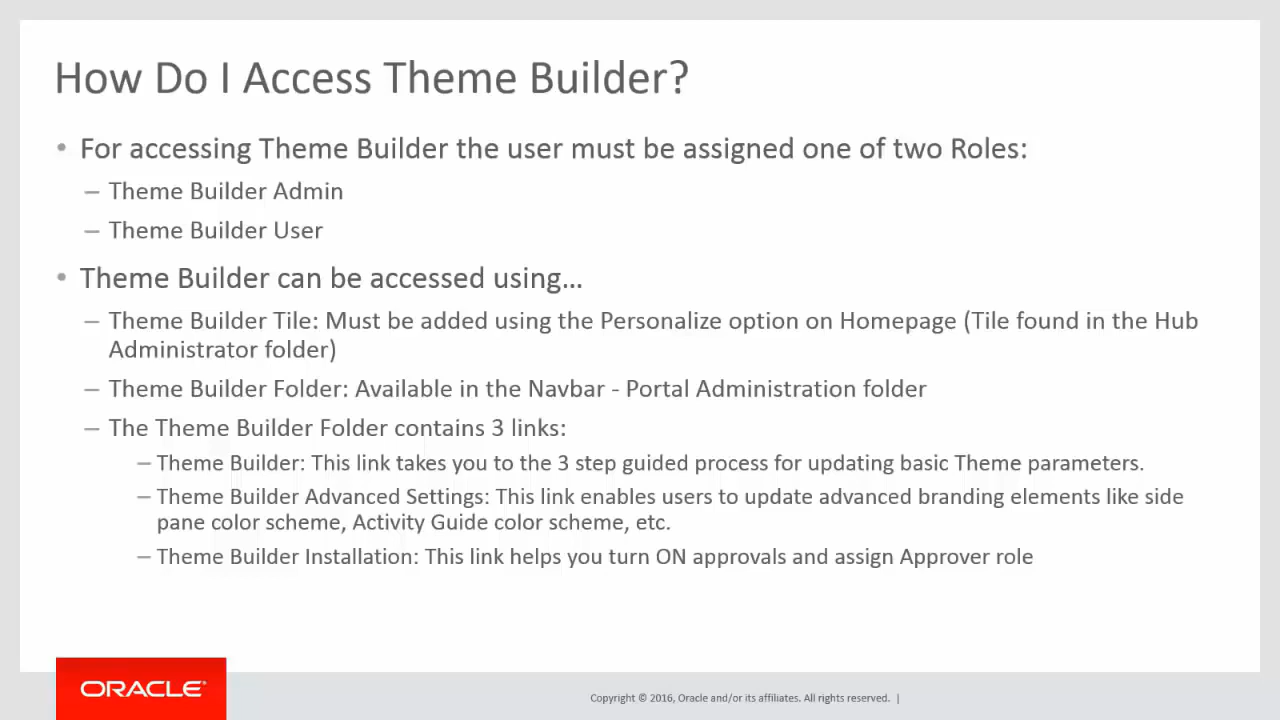 How Do I Access Theme Builder?
• For accessing Theme Builder the user must be assigned one of two Roles:
– Theme Builder Admin
– Theme Builder User
• Theme Builder can be accessed using…
– Theme Builder Tile: Must be added using the Personalize option on Homepage (Tile found in the Hub
Administrator folder)
– Theme Builder Folder: Available in the Navbar - Portal Administration folder
– The Theme Builder Folder contains 3 links:
– Theme Builder: This link takes you to the 3 step guided process for updating basic Theme parameters.
– Theme Builder Advanced Settings: This link enables users to update advanced branding elements like side
pane color scheme, Activity Guide color scheme, etc.
– Theme Builder Installation: This link helps you turn ON approvals and assign Approver role
ORACLE®
Copyright © 2016, Oracle and/or its affiliates. All rights reserved. |